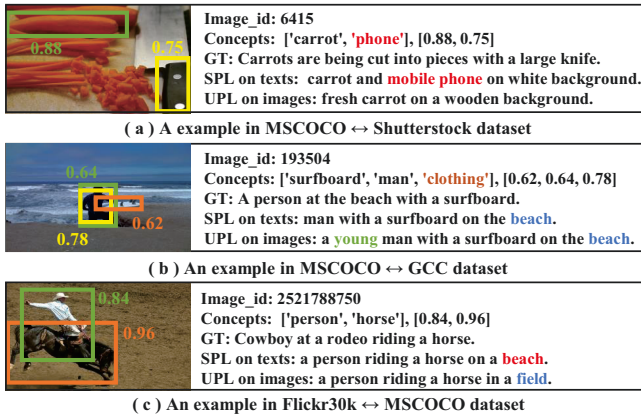 0.88
0.75
Image_id: 6415
Concepts: ['carrot', 'phone'], [0.88, 0.75]
GT: Carrots are being cut into pieces with a large knife.
SPL on texts: carrot and mobile phone on white background.
UPL on images: fresh carrot on a wooden background.
( a ) A example in MSCOCO ↔ Shutterstock dataset
0.64
0.62
0.78
Image_id: 193504
Concepts: ['surfboard', 'man', 'clothing'], [0.62, 0.64, 0.78]
GT: A person at the beach with a surfboard.
SPL on texts: man with a surfboard on the beach.
UPL on images: a young man with a surfboard on the beach.
( b ) An example in MSCOCO ↔ GCC dataset
0.84
0.96
Image_id: 2521788750
Concepts: ['person', 'horse'], [0.84, 0.96]
GT: Cowboy at a rodeo riding a horse.
SPL on texts: a person riding a horse on a beach.
UPL on images: a person riding a horse in a field.
( c ) An example in Flickr30k ↔ MSCOCO dataset